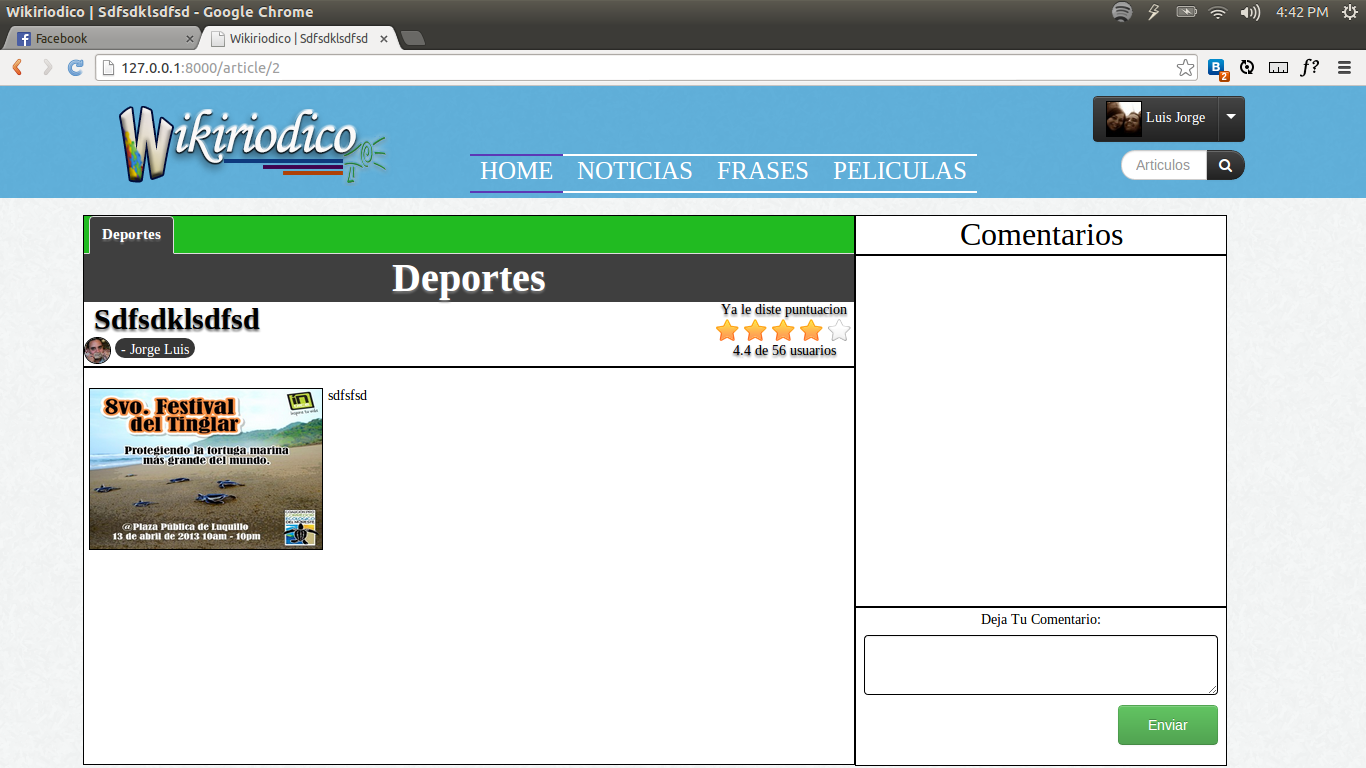 Wikiriodico | Sdfsdklsdfsd - Google Chrome
4:42 PM
Facebook
Wikiriodico | Sdfsdklsdfsd
127.0.0.1:8000/article/2
B
2
f?
Wikiriodico
Luis Jorge
HOME NOTICIAS FRASES PELICULAS
Articulos
Deportes
Deportes
Sdfsdklsdfsd
- Jorge Luis
Ya le diste puntuacion
4.4 de 56 usuarios
8vo. Festival
del Tinglar
in
Protegiendo la tortuga marina
más grande del mundo.
@Plaza Pública de Luquillo
13 de abril de 2013 10am - 10pm
sdfsfsd
Comentarios
Deja Tu Comentario:
Enviar